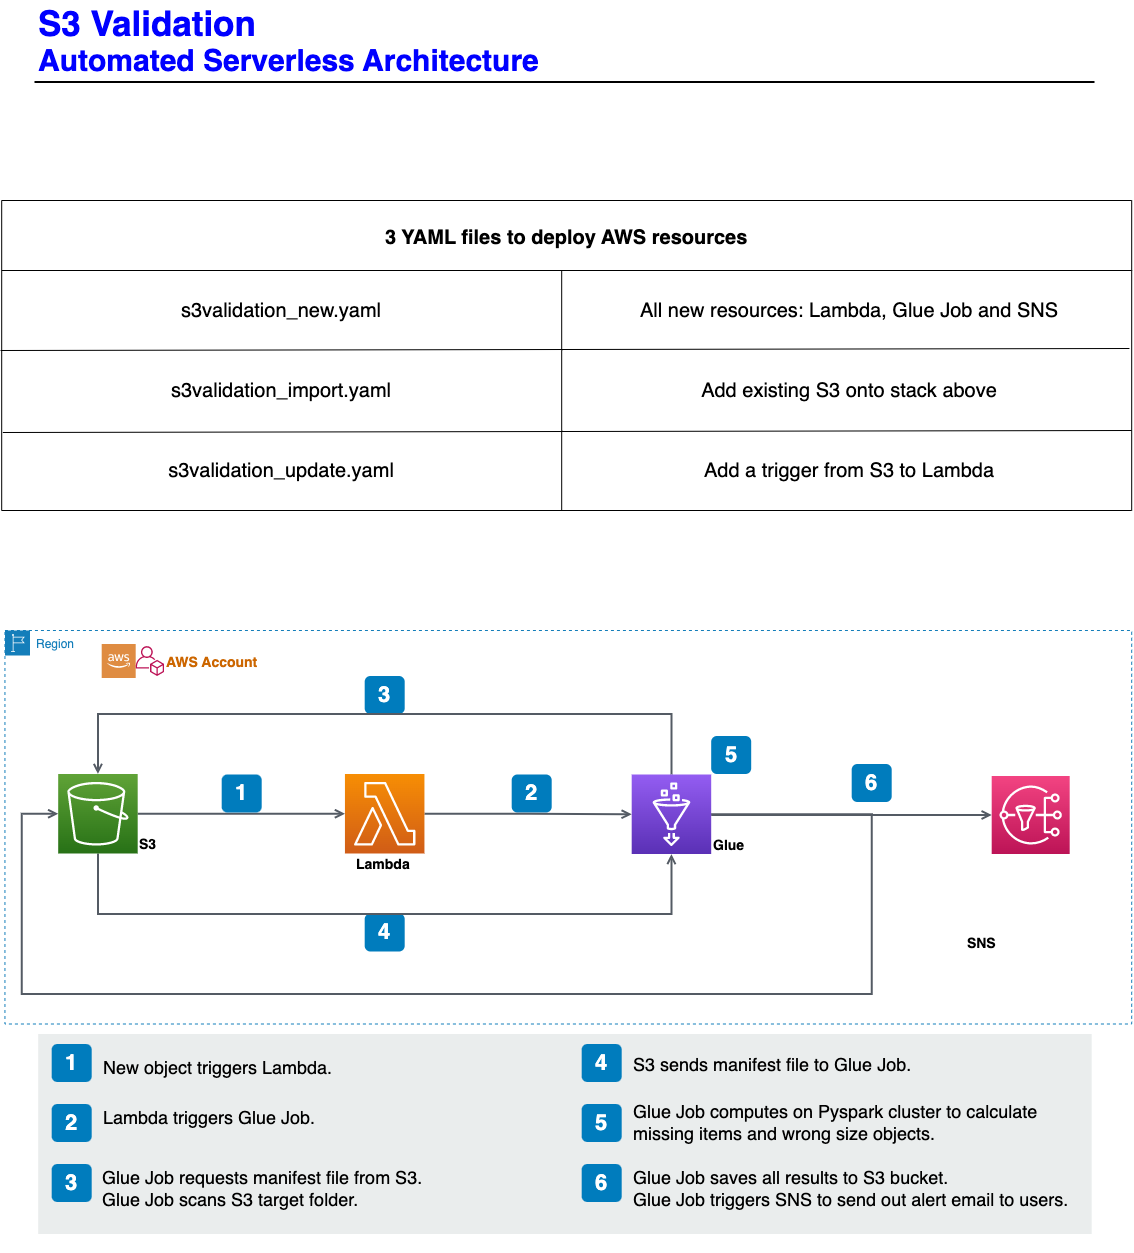 S3 Validation
Automated Serverless Architecture
3 YAML files to deploy AWS resources
s3validation_new.yaml
All new resources: Lambda, Glue Job and SNS
s3validation_import.yaml
Add existing S3 onto stack above
s3validation_update.yaml
Add a trigger from S3 to Lambda
Region
aws
AWS Account
3
5
6
1
2
S3
Lambda
Glue
4
SNS
1
New object triggers Lambda.
2
Lambda triggers Glue Job.
3
Glue Job requests manifest file from S3.
Glue Job scans S3 target folder.
4
S3 sends manifest file to Glue Job.
5
Glue Job computes on Pyspark cluster to calculate
missing items and wrong size objects.
6
Glue Job saves all results to S3 bucket.
Glue Job triggers SNS to send out alert email to users.